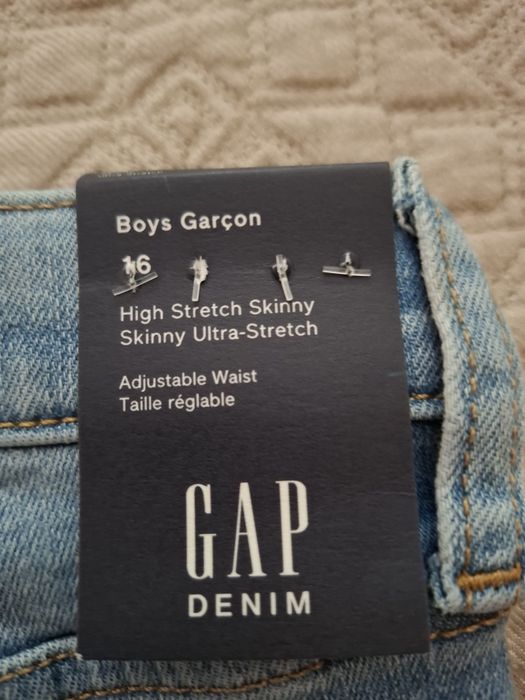 Boys Garçon
16
High Stretch Skinny
Skinny Ultra-Stretch
Adjustable Waist
Taille réglable
GAP
DENIM